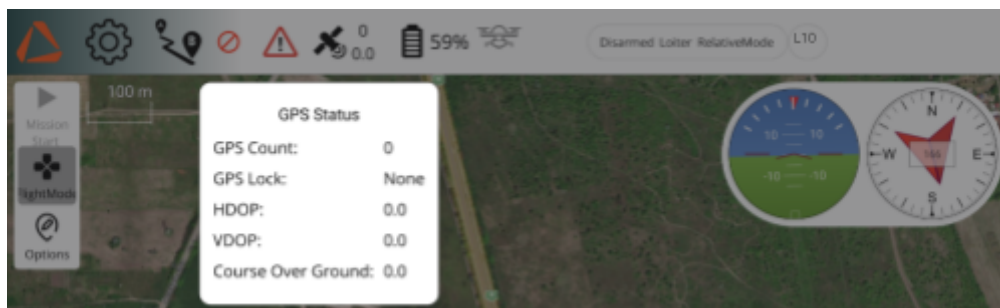 0
0.0
59%
Disarmed Loiter RelativeMode
L10
Mission
Start
100 m
GPS Status
GPS Count: 0
GPS Lock: None
HDOP: 0.0
VDOP: 0.0
Course Over Ground: 0.0
Options
10 10
-10 -10
N
W E
S